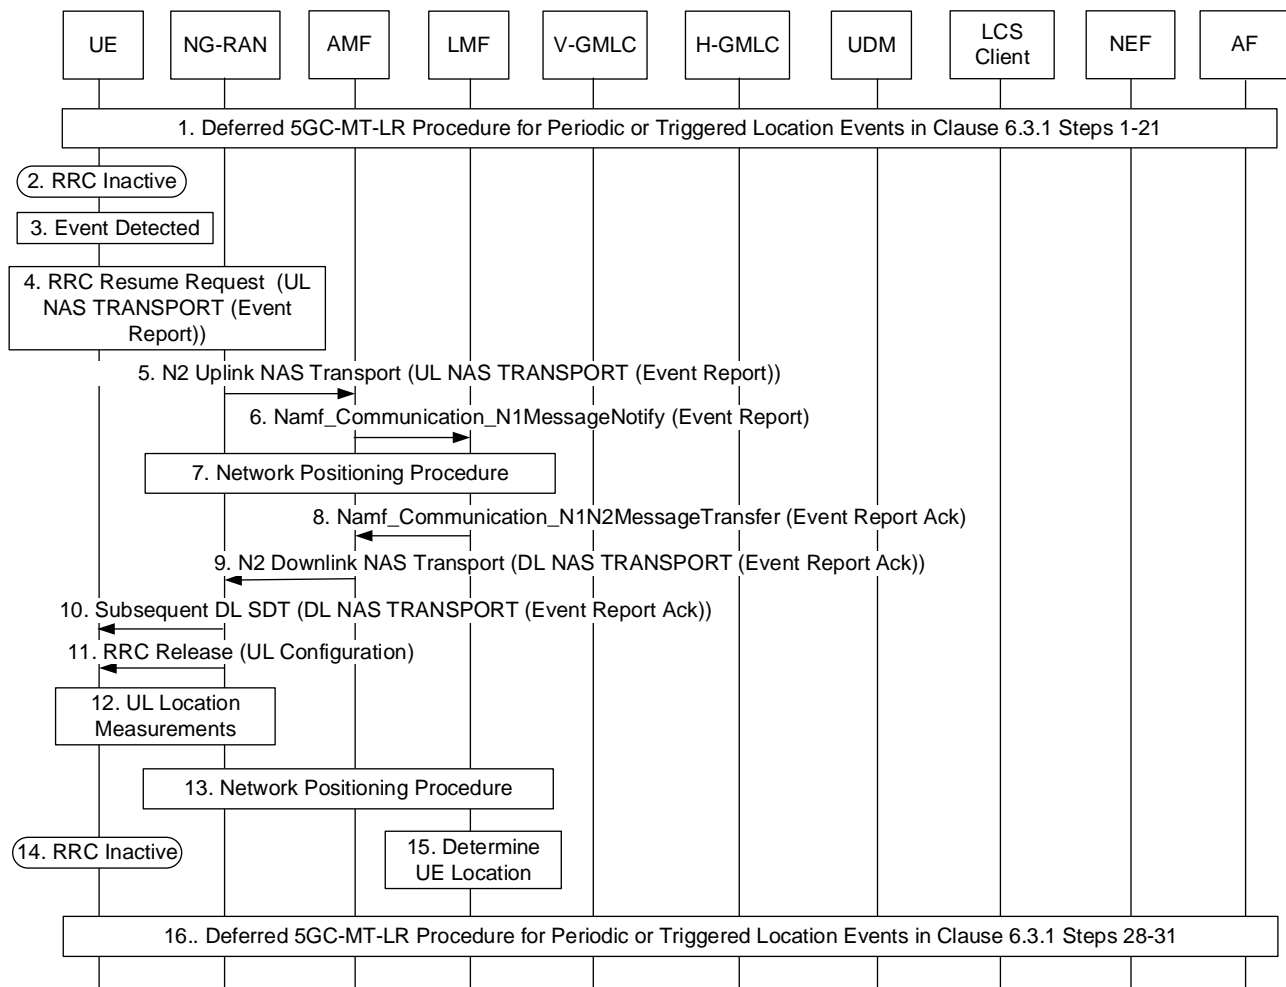 UE
NG-RAN
AMF
LMF
V-GMLC
H-GMLC
UDM
LCS
Client
NEF
AF
1. Deferred 5GC-MT-LR Procedure for Periodic or Triggered Location Events in Clause 6.3.1 Steps 1-21
2. RRC Inactive
3. Event Detected
4. RRC Resume Request (UL
NAS TRANSPORT (Event
Report))
5. N2 Uplink NAS Transport (UL NAS TRANSPORT (Event Report))
6. Namf_Communication_N1MessageNotify (Event Report)
7. Network Positioning Procedure
8. Namf_Communication_N1N2MessageTransfer (Event Report Ack)
9. N2 Downlink NAS Transport (DL NAS TRANSPORT (Event Report Ack))
10. Subsequent DL SDT (DL NAS TRANSPORT (Event Report Ack))
11. RRC Release (UL Configuration)
12. UL Location
Measurements
13. Network Positioning Procedure
14. RRC Inactive
15. Determine
UE Location
16.. Deferred 5GC-MT-LR Procedure for Periodic or Triggered Location Events in Clause 6.3.1 Steps 28-31